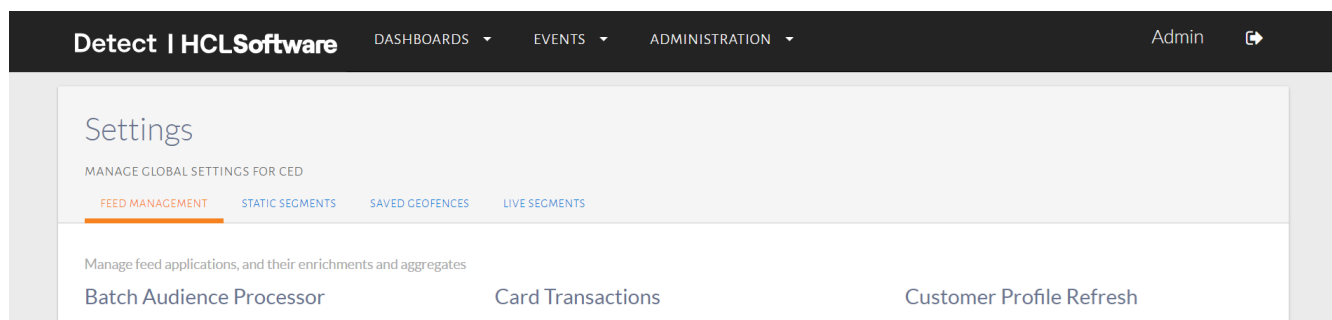 Detect | HCLSoftware DASHBOARDS EVENTS ADMINISTRATION Admin
Settings
MANAGE GLOBAL SETTINGS FOR CED
FEED MANAGEMENT STATIC SEGMENTS SAVED GEOFENCES LIVE SEGMENTS
Manage feed applications, and their enrichments and aggregates
Batch Audience Processor Card Transactions Customer Profile Refresh